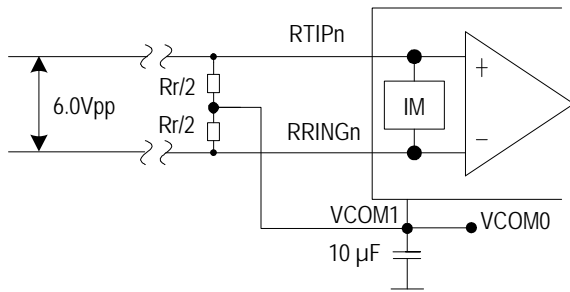 RTIPn
Rr/2
6.0Vpp
IM
Rr/2
RRINGn
VCOM1
VCOM0
10 µF
+
−